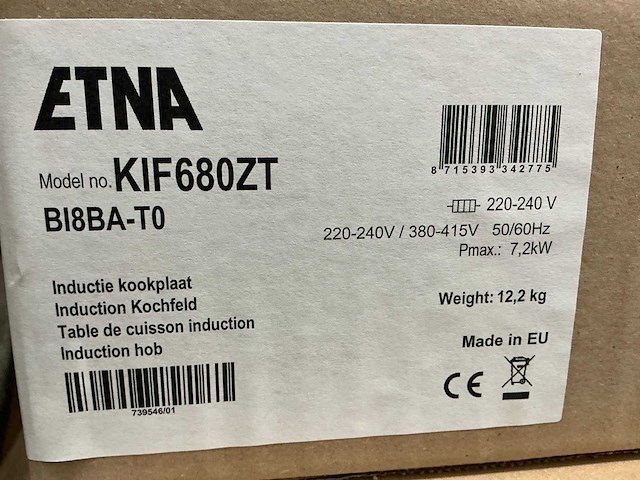 ETNA
Model no. KIF680ZT
BI8BA-T0
8 715393 342775
220-240 V
220-240V / 380-415V 50/60Hz
Pmax.: 7,2kW
Inductie kookplaat
Induction Kochfeld
Table de cuisson induction
Induction hob
Weight: 12,2 kg
Made in EU
739546/01
CE